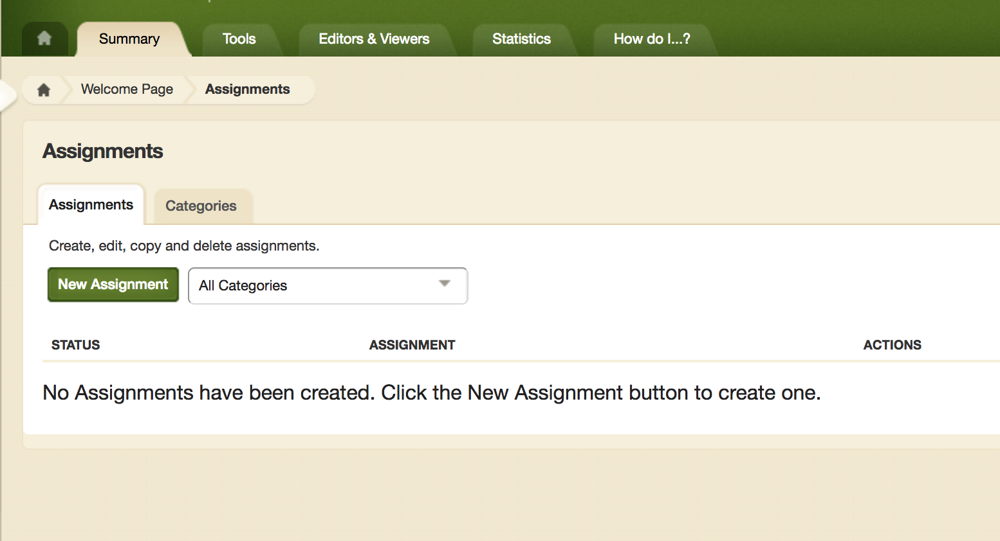 Summary Tools Editors & Viewers Statistics How do I...?
Welcome Page Assignments
Assignments
Assignments Categories
Create, edit, copy and delete assignments.
New Assignment All Categories
STATUS ASSIGNMENT ACTIONS
No Assignments have been created. Click the New Assignment button to create one.